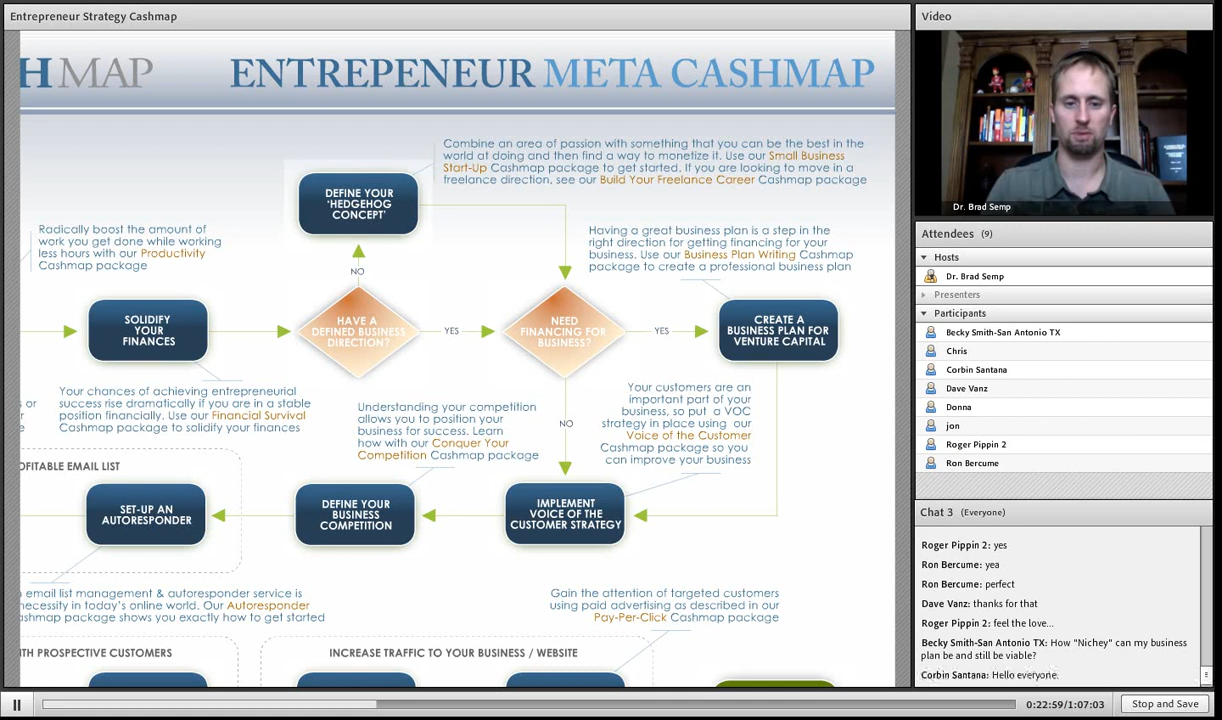 Entrepreneur Strategy Cashmap
H MAP
ENTREPENEUR META CASHMAP
Combine an area of passion with something that you can be the best in the
world at doing and then find a way to monetize it. Use our Small Business
Start-Up Cashmap package to get started. If you are looking to move in a
freelance direction, see our Build Your Freelance Career Cashmap package
DEFINE YOUR
'HEDGEHOG
CONCEPT'
Radically boost the amount of
work you get done while working
less hours with our Productivity
Cashmap package
Having a great business plan is a step in the
right direction for getting financing for your
business. Use our Business Plan Writing Cashmap
package to create a professional business plan
NO
SOLIDIFY
YOUR
FINANCES
HAVE A
DEFINED BUSINESS
DIRECTION?
YES
NEED
FINANCING FOR
BUSINESS?
YES
CREATE A
BUSINESS PLAN FOR
VENTURE CAPITAL
Your chances of achieving entrepreneurial
success rise dramatically if you are in a stable
position financially. Use our Financial Survival
Cashmap package to solidify your finances
or
e
Understanding your competition
allows you to position your
business for success. Learn
how with our Conquer Your
Competition Cashmap package
NO
Your customers are an
important part of your
business, so put a VOC
strategy in place using our
Voice of the Customer
Cashmap package so you
can improve your business
OFITABLE EMAIL LIST
SET-UP AN
AUTORESPONDER
DEFINE YOUR
BUSINESS
COMPETITION
IMPLEMENT
VOICE OF THE
CUSTOMER STRATEGY
email list management & autoresponder service is
necessity in today's online world. Our Autoresponder
ashmap package shows you exactly how to get started
Gain the attention of targeted customers
using paid advertising as described in our
Pay-Per-Click Cashmap package
TH PROSPECTIVE CUSTOMERS
INCREASE TRAFFIC TO YOUR BUSINESS / WEBSITE
Video
Dr. Brad Semp
Attendees (9)
Hosts
Dr. Brad Semp
Presenters
Participants
Becky Smith-San Antonio TX
Chris
Corbin Santana
Dave Vanz
Donna
jon
Roger Pippin 2
Ron Bercume
Chat 3 (Everyone)
Roger Pippin 2: yes
Ron Bercume: yea
Ron Bercume: perfect
Dave Vanz: thanks for that
Roger Pippin 2: feel the love...
Becky Smith-San Antonio TX: How "Nichey" can my business
plan be and still be viable?
Corbin Santana: Hello everyone.
0:22:59/1:07:03
Stop and Save